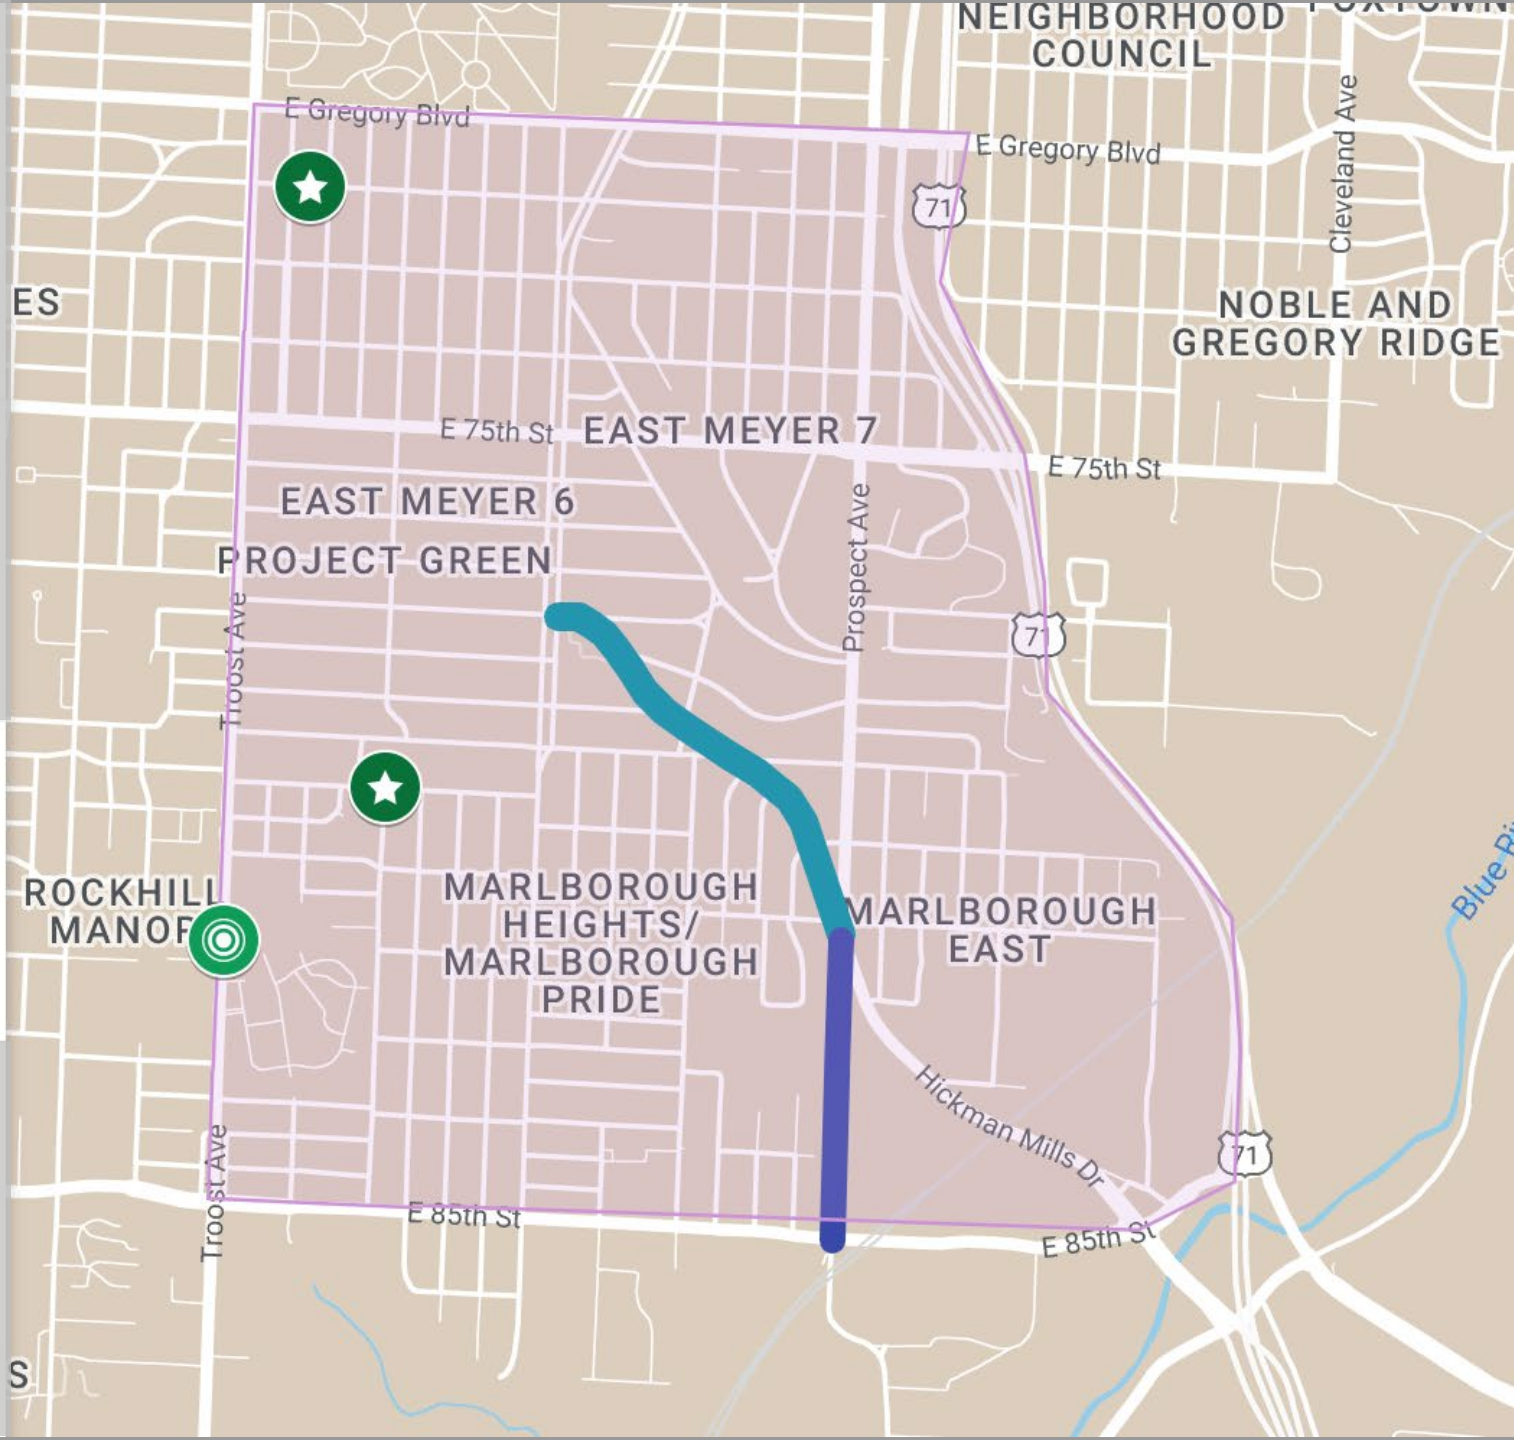 NEIGHBORHOOD
COUNCIL
FOXTOWN
E Gregory Blvd
E Gregory Blvd
Cleveland Ave
71
ES
NOBLE AND
GREGORY RIDGE
E 75th St
EAST MEYER 7
E 75th St
EAST MEYER 6
PROJECT GREEN
Prospect Ave
Troost Ave
71
ROCKHILL
MANOR
MARLBOROUGH
HEIGHTS/
MARLBOROUGH
PRIDE
MARLBOROUGH
EAST
Blue Ri
Hickman Mills Dr
71
Troost Ave
E 85th St
E 85th St
S